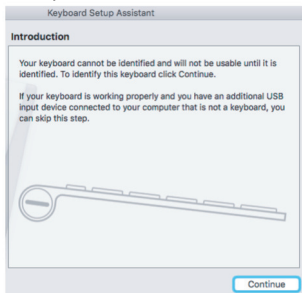 Keyboard Setup Assistant
Introduction
Your keyboard cannot be identified and will not be usable until it is
identified. To identify this keyboard click Continue.
If your keyboard is working properly and you have an additional USB
input device connected to your computer that is not a keyboard, you
can skip this step.
Continue